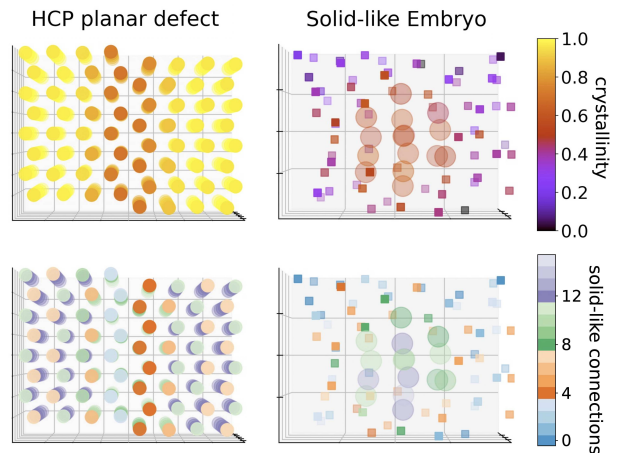 HCP planar defect
Solid-like Embryo
1.0
0.8
0.6
0.4
0.2
0.0
crystallinity
12
8
4
0
solid-like connections